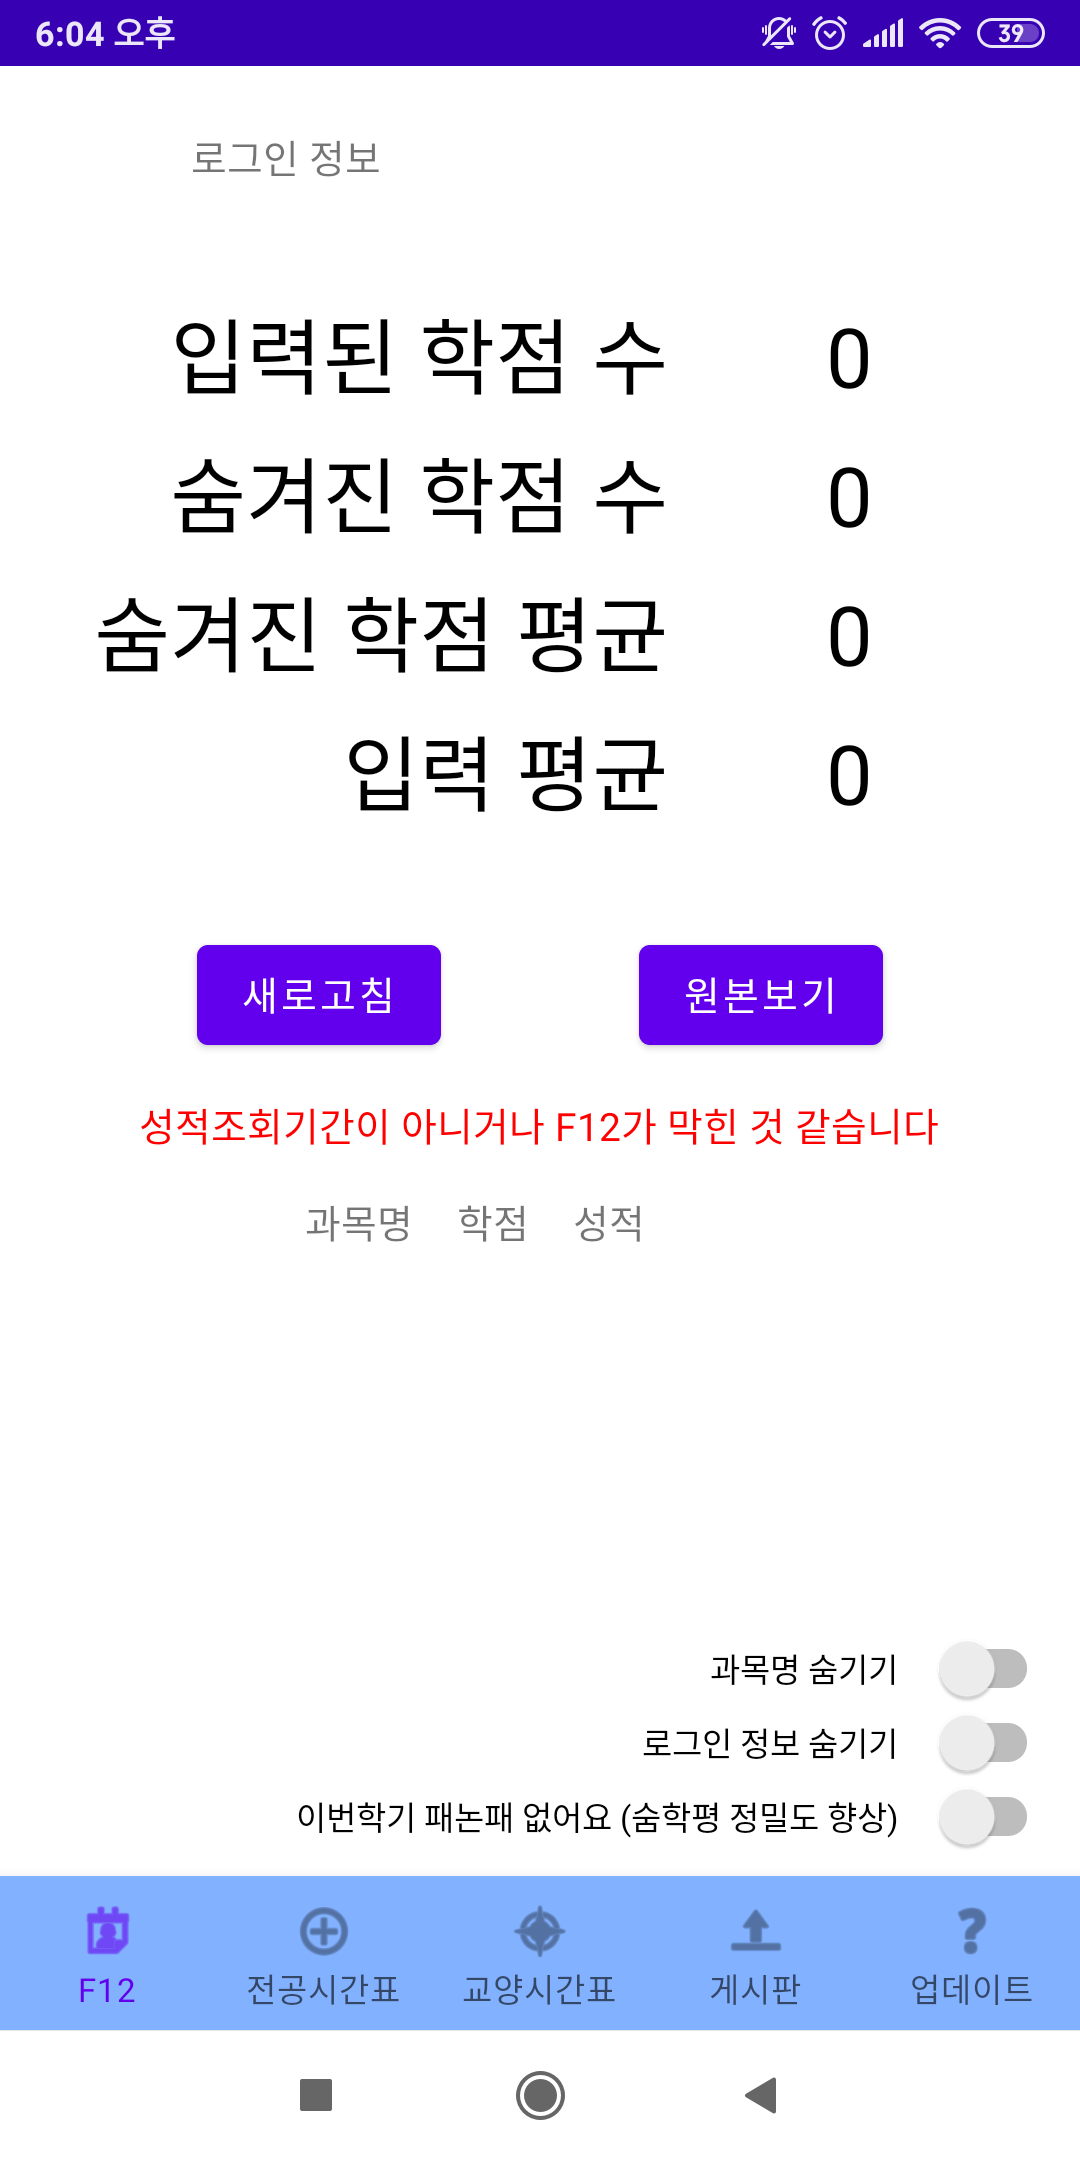 6:04 오후
39
로그인 정보
입력된 학점 수 0
숨겨진 학점 수 0
숨겨진 학점 평균 0
입력 평균 0
새로고침 원본보기
성적조회기간이 아니거나 F12가 막힌 것 같습니다
과목명 학점 성적
과목명 숨기기
로그인 정보 숨기기
이번학기 패논패 없어요 (숨학평 정밀도 향상)
F12 전공시간표 교양시간표 게시판 업데이트